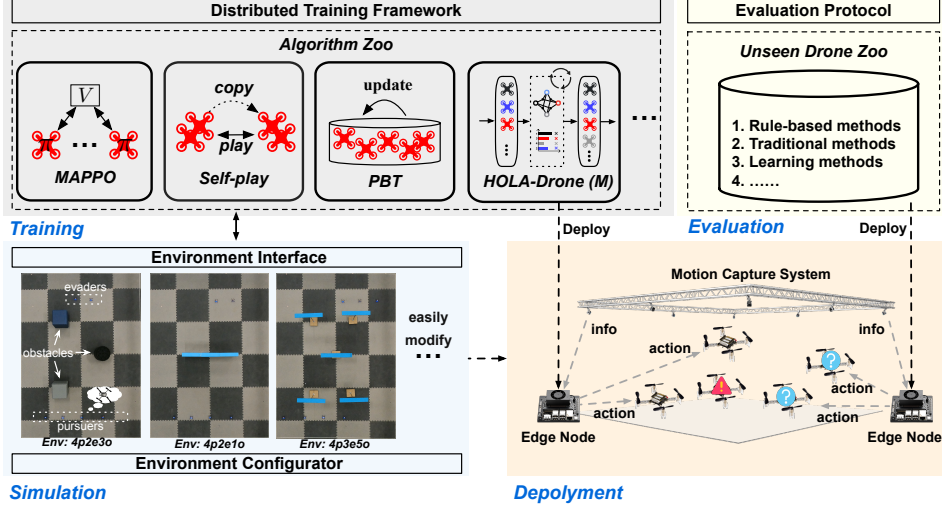 Distributed Training Framework
Algorithm Zoo
V
π
...
π
MAPPO
copy
play
Self-play
update
PBT
HOLA-Drone (M)
...
Training
Evaluation Protocol
Unseen Drone Zoo
1. Rule-based methods
2. Traditional methods
3. Learning methods
4. ......
Evaluation
Deploy
Deploy
Environment Interface
evaders
obstacles
pursuers
Env: 4p2e3o
Env: 4p2e1o
Env: 4p3e5o
easily
modify
...
Environment Configurator
Simulation
Motion Capture System
info
info
action
action
action
action
!
?
?
Edge Node
Edge Node
Depolyment